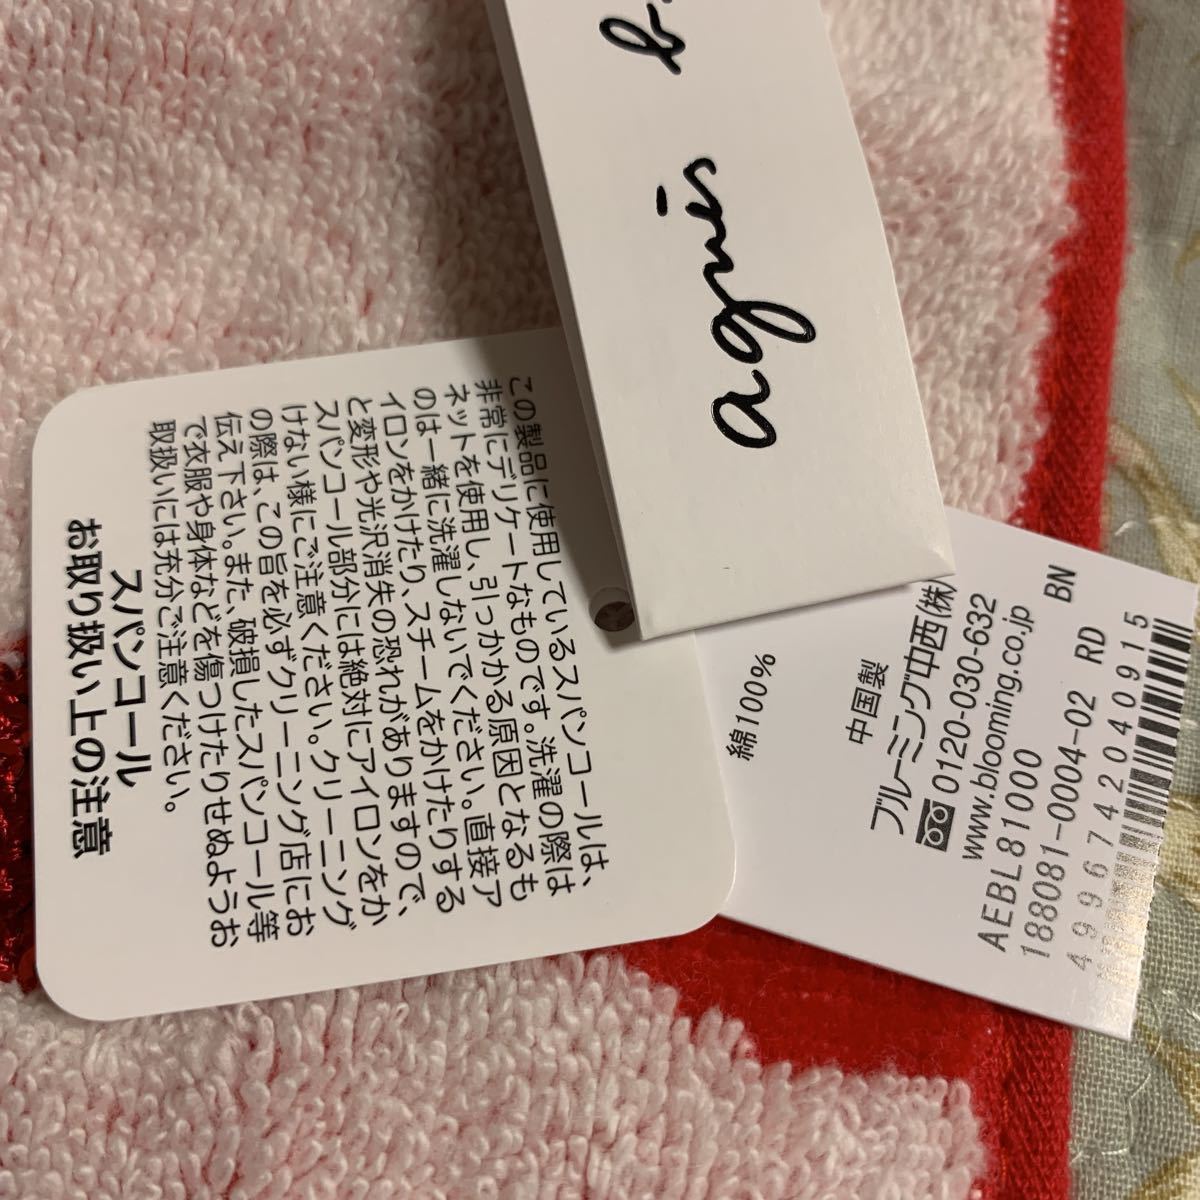 agnès b.
スパンコール
お取り扱い上の注意
この製品に使用しているスパンコールは、
非常にデリケートなものです。洗濯の際は
ネットを使用し、引っかかる原因となるも
のは一緒に洗濯しないでください。直接ア
イロンをかけたり、スチームをかけたりする
と変形や光沢消失の恐れがありますので、
スパンコール部分には絶対にアイロンをか
けない様にご注意ください。クリーニング
の際は、この旨を必ずクリーニング店にお
伝え下さい。また、破損したスパンコール等
で衣服や身体などを傷つけたりせぬようお
取扱いには充分ご注意ください。
綿100%
中国製
ブルーミング中西(株)
0120-030-632
www.blooming.co.jp
AEBL81000 BN
188081-0004-02 RD
4996742040915